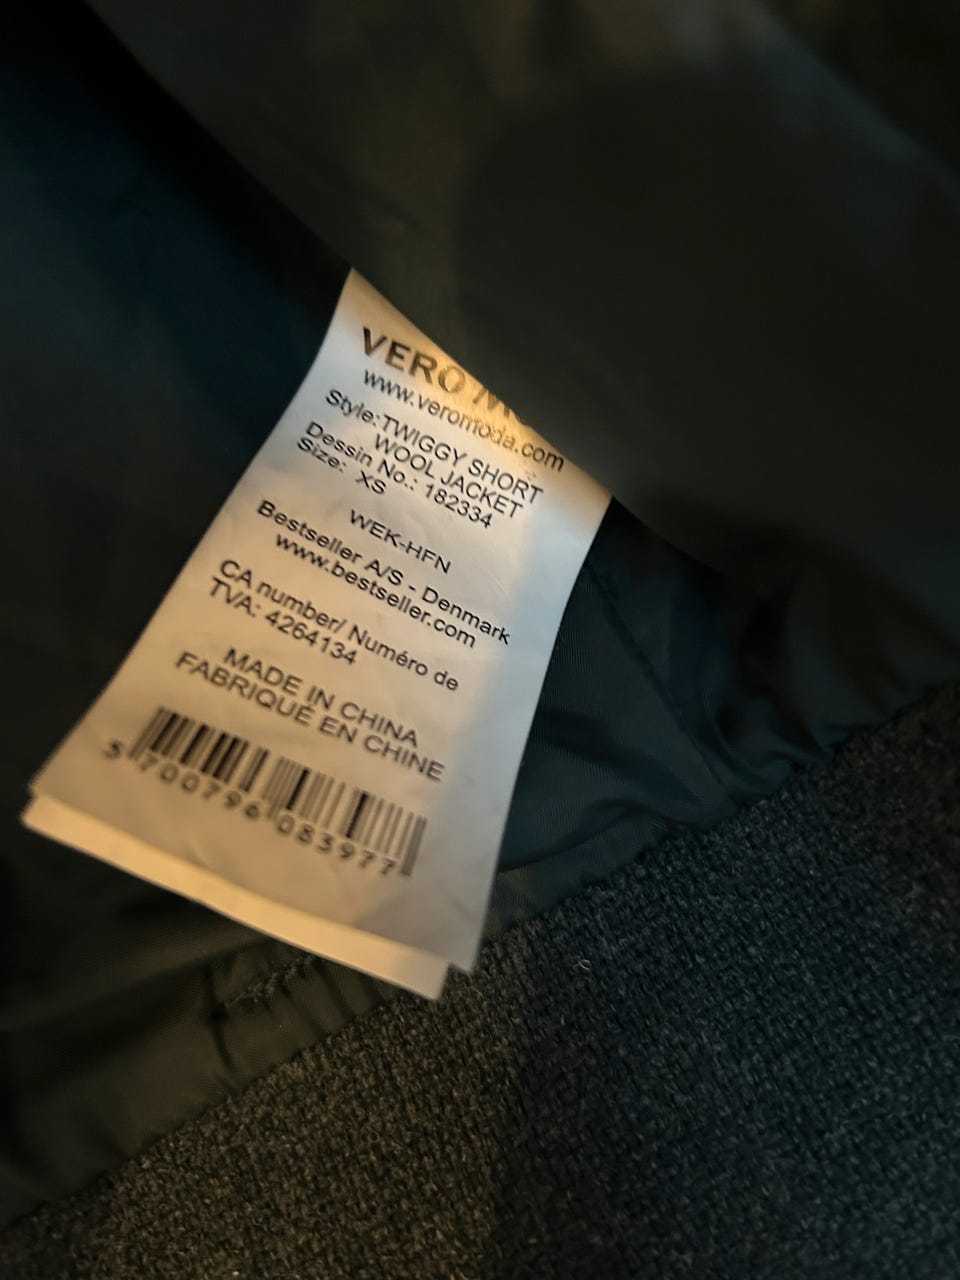 VERO
www.veromoda.com
Style:TWIGGY SHORT
WOOL JACKET
Dessin No.: 182334
Size: XS
WEK-HFN
Bestseller A/S - Denmark
www.bestseller.com
CA number/ Numéro de
TVA: 4264134
MADE IN CHINA
FABRIQUÉ EN CHINE
5 700796 083977